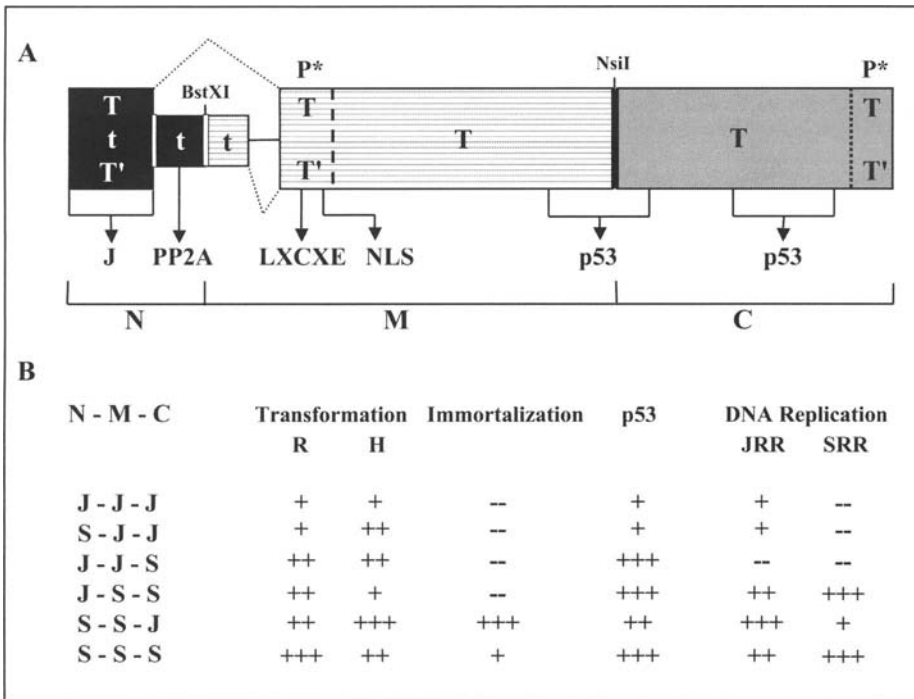 A
P* NsiI P*
BstXI
T T T T T
t t t
T' T' T'
J PP2A LXCXE NLS p53 p53
N M C
B
N - M - C Transformation Immortalization p53 DNA Replication
R H JRR SRR
J - J - J + + -- + + --
S - J - J + ++ -- + + --
J - J - S ++ ++ -- +++ -- --
J - S - S ++ + -- +++ ++ +++
S - S - J ++ +++ +++ ++ +++ +
S - S - S +++ ++ + +++ ++ +++